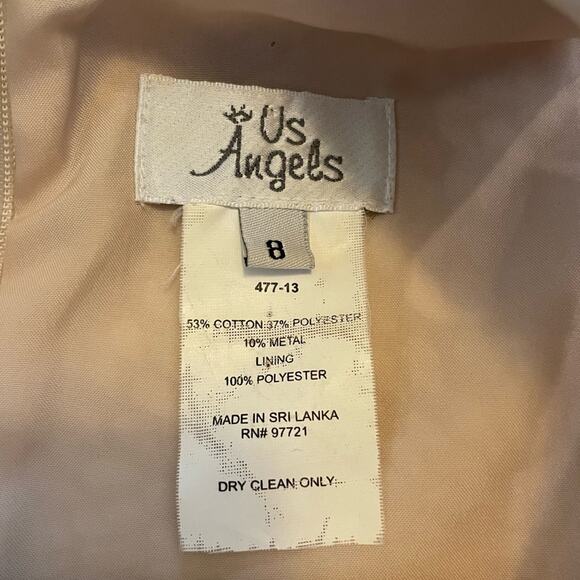 Us
Angels
8
477-13
53% COTTON 37% POLYESTER
10% METAL
LINING
100% POLYESTER
MADE IN SRI LANKA
RN# 97721
DRY CLEAN ONLY